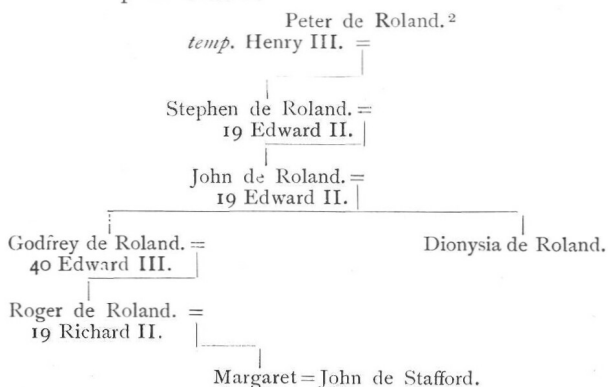 Peter de Roland.²
temp. Henry III. =
Stephen de Roland. =
19 Edward II.
John de Roland. =
19 Edward II.
Godfrey de Roland. =
Dionysia de Roland.
40 Edward III.
Roger de Roland. =
19 Richard II.
Margaret = John de Stafford.